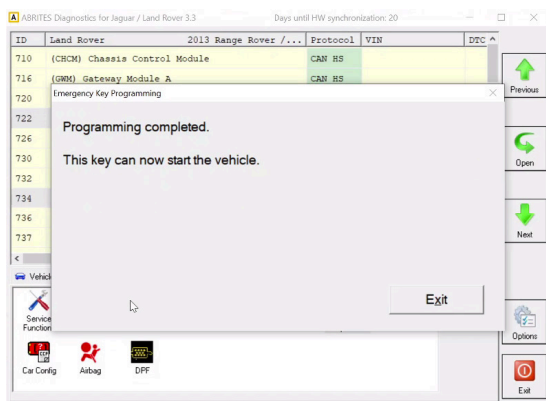 ABRITES Diagnostics for Jaguar / Land Rover 3.3 Days until HW synchronization: 20
ID Land Rover 2013 Range Rover /... Protocol VIN DTC
710 (CHCM) Chassis Control Module CAN HS
716 (GWM) Gateway Module A CAN HS
720
Emergency Key Programming
722
726
730
732
734
736
737
Programming completed.
This key can now start the vehicle.
Exit
Previous
Open
Next
Options
Exit
Vehicl
Service
Function
Car Config
Airbag
DPF